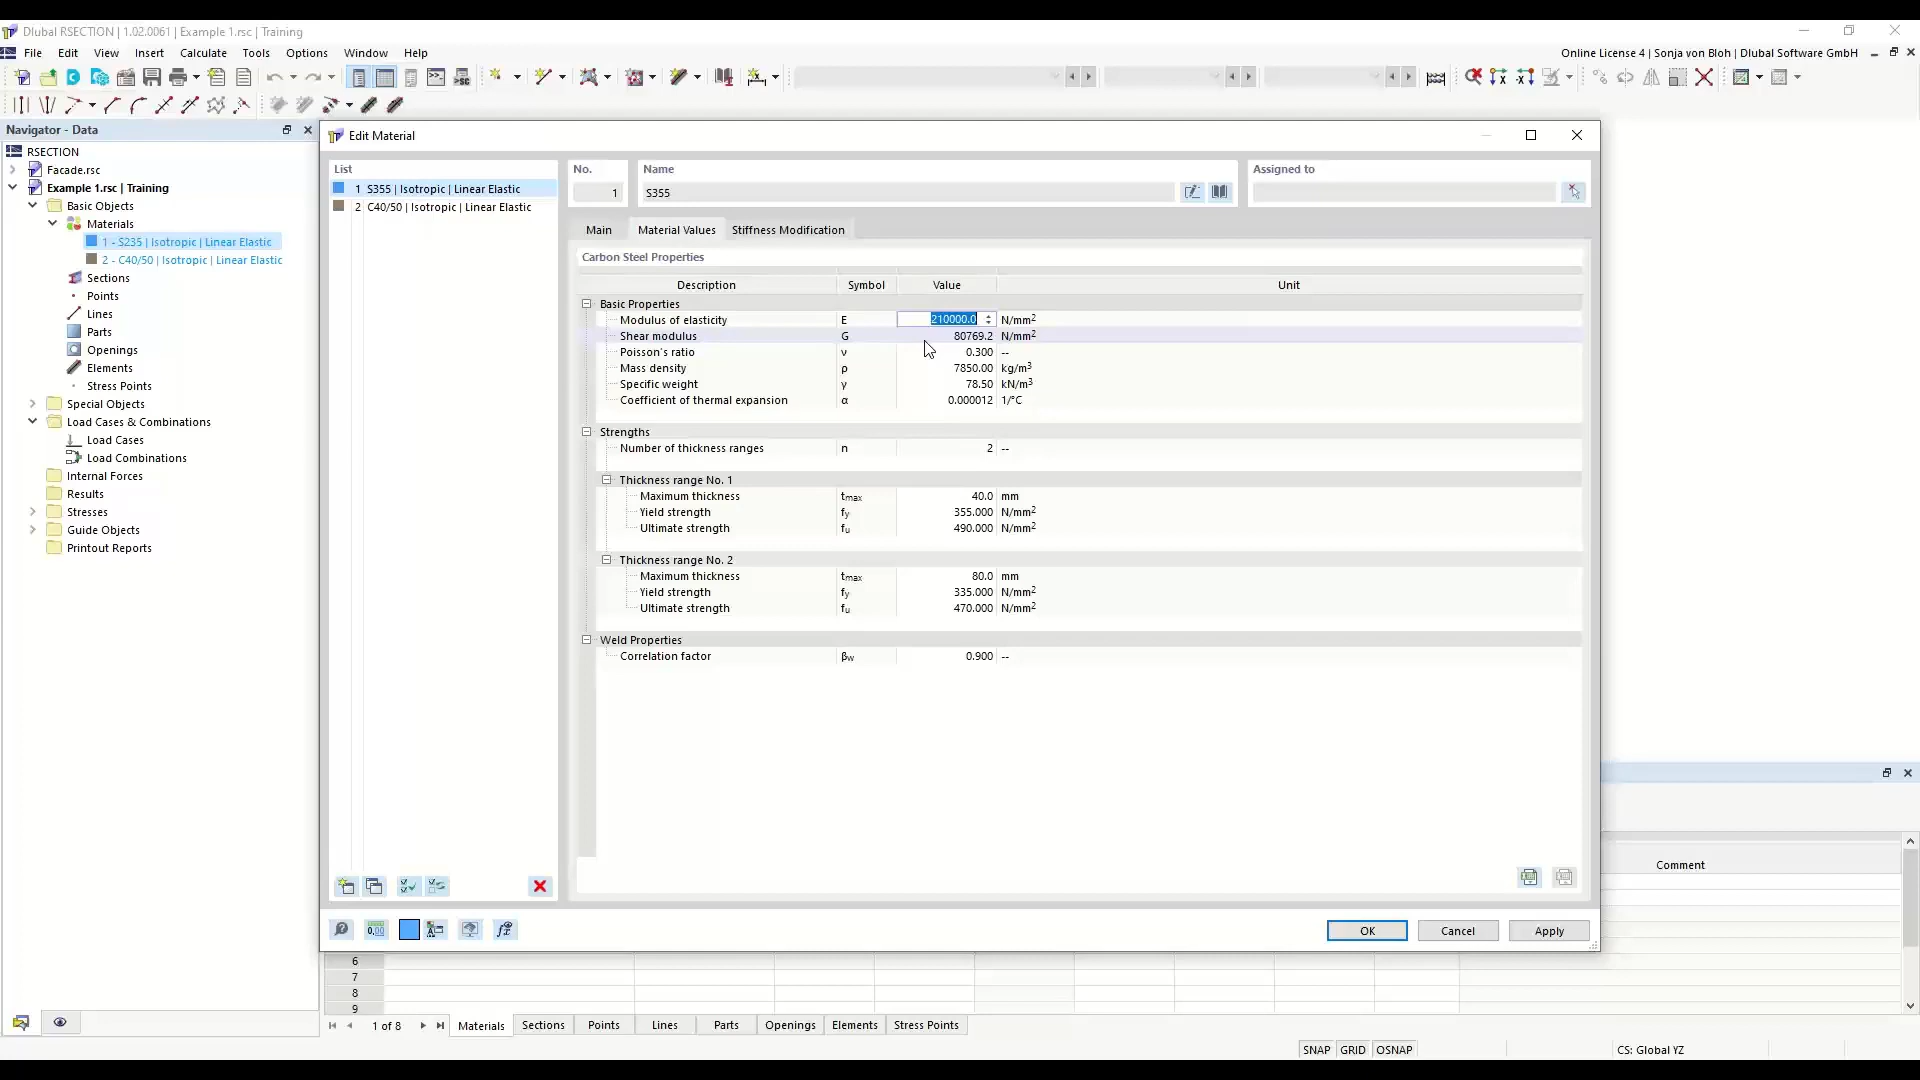 Dlubal RSECTION | 1.02.0061 | Example 1.rsc | Training
File Edit View Insert Calculate Tools Options Window Help
Online License 4 | Sonja von Bloh | Dlubal Software GmbH
Navigator - Data
RSECTION
Facade.rsc
Example 1.rsc | Training
Basic Objects
Materials
1 - S235 | Isotropic | Linear Elastic
2 - C40/50 | Isotropic | Linear Elastic
Sections
Points
Lines
Parts
Openings
Elements
Stress Points
Special Objects
Load Cases & Combinations
Load Cases
Load Combinations
Internal Forces
Results
Stresses
Guide Objects
Printout Reports
Edit Material
List
1 S355 | Isotropic | Linear Elastic
2 C40/50 | Isotropic | Linear Elastic
No.
1
Name
S355
Assigned to
Main Material Values Stiffness Modification
Carbon Steel Properties
Description Symbol Value Unit
Basic Properties
Modulus of elasticity E 210000.0 N/mm2
Shear modulus G 80769.2 N/mm2
Poisson's ratio ν 0.300 --
Mass density ρ 7850.00 kg/m3
Specific weight γ 78.50 kN/m3
Coefficient of thermal expansion α 0.000012 1/°C
Strengths
Number of thickness ranges n 2 --
Thickness range No. 1
Maximum thickness tmax 40.0 mm
Yield strength fy 355.000 N/mm2
Ultimate strength fu 490.000 N/mm2
Thickness range No. 2
Maximum thickness tmax 80.0 mm
Yield strength fy 335.000 N/mm2
Ultimate strength fu 470.000 N/mm2
Weld Properties
Correlation factor βw 0.900 --
OK Cancel Apply
Comment
6
7
8
9
1 of 8 Materials Sections Points Lines Parts Openings Elements Stress Points
SNAP GRID OSNAP CS: Global YZ